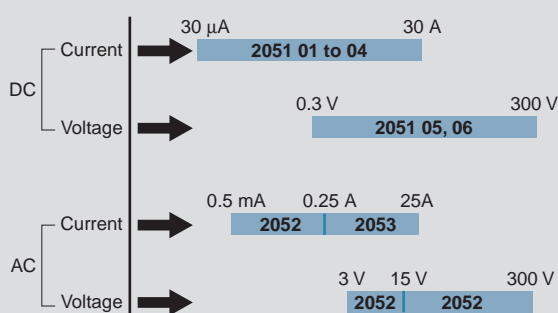 30 μA 30 A
Current 2051 01 to 04
DC
0.3 V 300 V
Voltage 2051 05, 06
0.5 mA 0.25 A 25A
Current 2052 2053
AC
3 V 15 V 300 V
Voltage 2052 2052